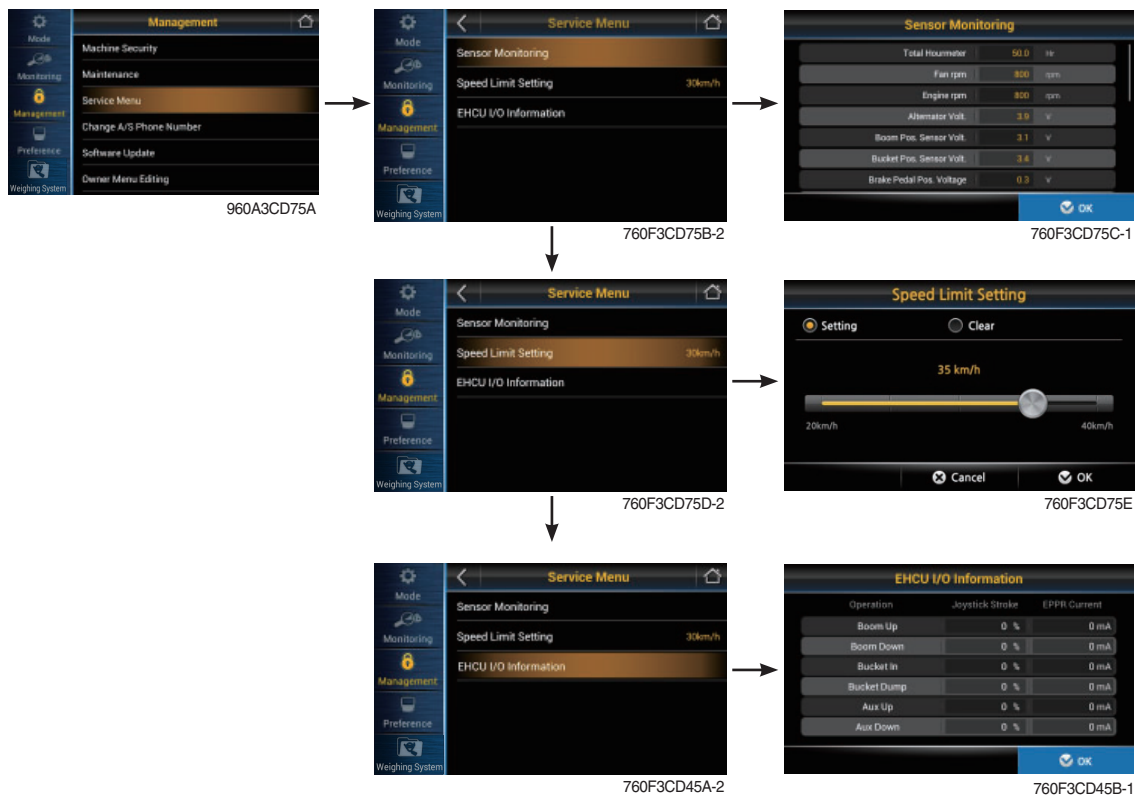 Management
Mode
Monitoring
Management
Preference
Weighing System
Machine Security
Maintenance
Service Menu
Change A/S Phone Number
Software Update
Owner Menu Editing
960A3CD75A
Service Menu
Mode
Monitoring
Management
Preference
Weighing System
Sensor Monitoring
Speed Limit Setting 30km/h
EHCU I/O Information
760F3CD75B-2
Sensor Monitoring
Total Hourmeter 50.0 Hr
Fan rpm 800 rpm
Engine rpm 800 rpm
Alternator Volt. 3.9 V
Boom Pos. Sensor Volt. 3.1 V
Bucket Pos. Sensor Volt. 3.4 V
Brake Pedal Pos. Voltage 0.3 V
OK
760F3CD75C-1
Service Menu
Mode
Monitoring
Management
Preference
Weighing System
Sensor Monitoring
Speed Limit Setting 30km/h
EHCU I/O Information
760F3CD75D-2
Speed Limit Setting
Setting Clear
35 km/h
20km/h 40km/h
Cancel OK
760F3CD75E
Service Menu
Mode
Monitoring
Management
Preference
Weighing System
Sensor Monitoring
Speed Limit Setting 30km/h
EHCU I/O Information
760F3CD45A-2
EHCU I/O Information
Operation Joystick Stroke EPPR Current
Boom Up 0 % 0 mA
Boom Down 0 % 0 mA
Bucket In 0 % 0 mA
Bucket Dump 0 % 0 mA
Aux Up 0 % 0 mA
Aux Down 0 % 0 mA
OK
760F3CD45B-1